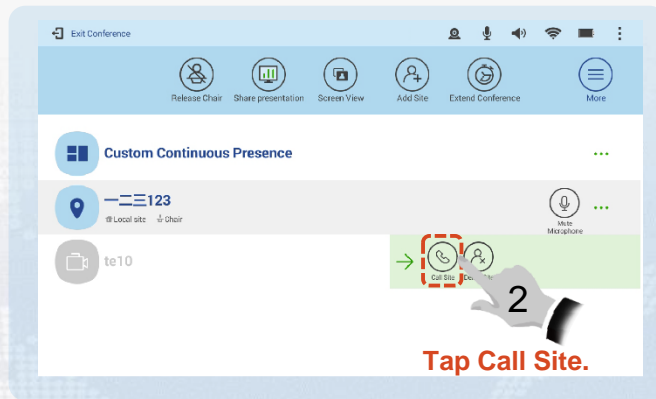 Exit Conference
Release Chair Share presentation Screen View Add Site Extend Conference More
Custom Continuous Presence
一二三123
Local site Chair
Mute
Microphone
te10
Call Site
2
Tap Call Site.